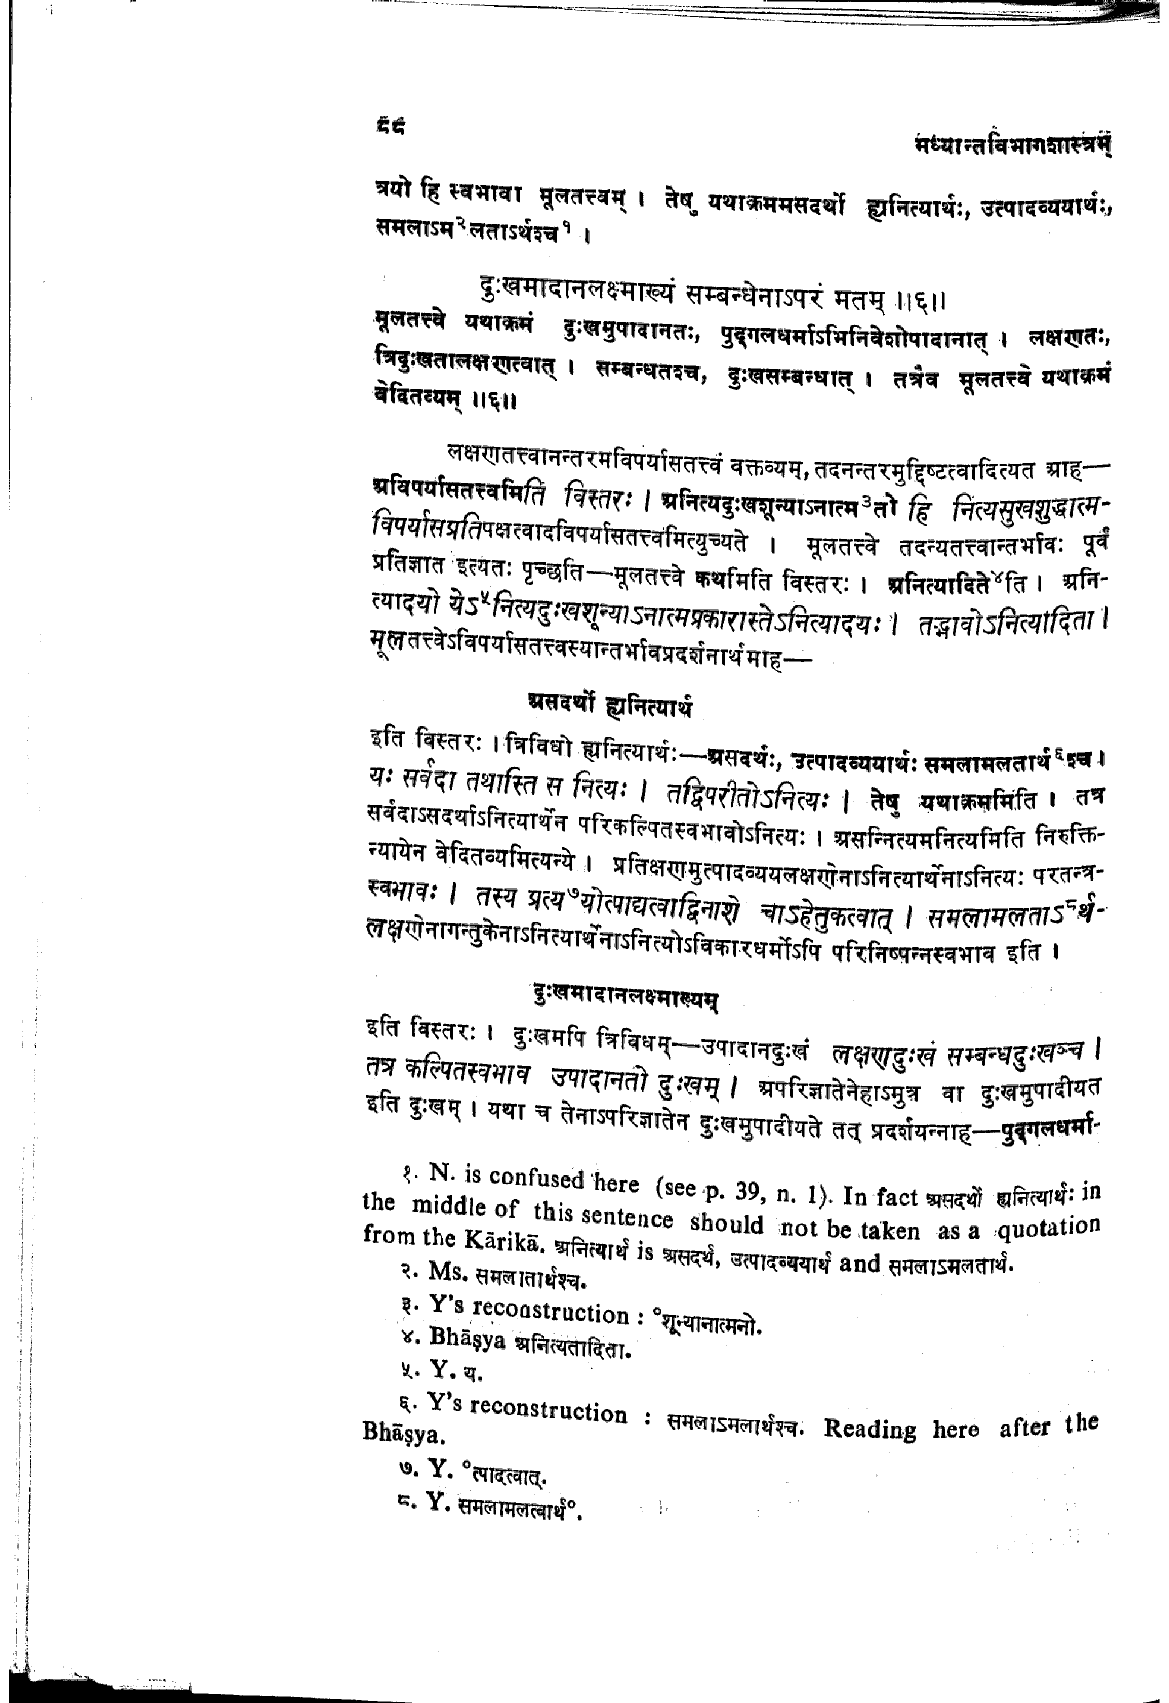 ८८
मध्यान्तविभागशास्त्रम्
त्रयो हि स्वभावा मूलतत्त्वम् । तेषु यथाक्रममसदर्थो ह्यनित्यार्थः, उत्पादव्ययार्थः,
समलाऽम२लताऽर्थश्च१ ।
दुःखमादानलक्ष्माख्यं सम्बन्धेनाऽपरं मतम् ॥६॥
मूलतत्त्वे यथाक्रमं दुःखमुपादानतः, पुद्गलधर्माऽभिनिवेशोपादानात् । लक्षणतः,
त्रिदुःखतालक्षणत्वात् । सम्बन्धतश्च, दुःखसम्बन्धात् । तत्रैव मूलतत्त्वे यथाक्रमं
वेदितव्यम् ॥६॥
लक्षणतत्त्वानन्तरमविपर्यासतत्त्वं वक्तव्यम्, तदनन्तरमुद्दिष्टत्वादित्यत आह—
अविपर्यासतत्त्वमिति विस्तरः । अनित्यदुःखशून्याऽनात्म३तो हि नित्यसुखशुद्धात्म-
विपर्यासप्रतिपक्षत्वादविपर्यासतत्त्वमित्युच्यते । मूलतत्त्वे तदन्यतत्त्वान्तर्भावः पूर्वं
प्रतिज्ञात इत्यतः पृच्छति—मूलतत्त्वे कथमिति विस्तरः । अनित्यादिते४ति । अनि-
त्यादयो येऽ५नित्यदुःखशून्याऽनात्मप्रकारास्तेऽनित्यादयः । तद्भावोऽनित्यादिता ।
मूलतत्त्वेऽविपर्यासतत्त्वस्यान्तर्भावप्रदर्शनार्थमाह—
असदर्थो ह्यनित्यार्थ
इति विस्तरः । त्रिविधो ह्यनित्यार्थः—असदर्थः, उत्पादव्ययार्थः समलामलतार्थ६श्च ।
यः सर्वदा तथास्ति स नित्यः । तद्विपरीतोऽनित्यः । तेषु यथाक्रममिति । तत्र
सर्वदाऽसदर्थाऽनित्यार्थेन परिकल्पितस्वभावोऽनित्यः । असन्नित्यमनित्यमिति निरुक्ति-
न्यायेन वेदितव्यमित्यन्ये । प्रतिक्षणमुत्पादव्ययलक्षणेनाऽनित्यार्थेनाऽनित्यः परतन्त्र-
स्वभावः । तस्य प्रत्य७योत्पाद्यत्वाद्विनाशे चाऽहेतुकत्वात् । समलामलताऽ८र्थ-
लक्षणेनागन्तुकेनाऽनित्यार्थेनाऽनित्योऽविकारधर्मोऽपि परिनिष्पन्नस्वभाव इति ।
दुःखमादानलक्ष्माख्यम्
इति विस्तरः । दुःखमपि त्रिविधम्—उपादानदुःखं लक्षणदुःखं सम्बन्धदुःखञ्च ।
तत्र कल्पितस्वभाव उपादानतो दुःखम् । अपरिज्ञातेनेहाऽमुत्र वा दुःखमुपादीयत
इति दुःखम् । यथा च तेनाऽपरिज्ञातेन दुःखमुपादीयते तत् प्रदर्शयन्नाह—पुद्गलधर्मा-
१. N. is confused here (see p. 39, n. 1). In fact असदर्थो ह्यनित्यार्थः in
the middle of this sentence should not be taken as a quotation
from the Kārikā. अनित्यार्थ is असदर्थ, उत्पादव्ययार्थ and समलाऽमलतार्थ.
२. Ms. समलातार्थश्च.
३. Y's reconstruction : °शून्यानात्मनो.
४. Bhāṣya अनित्यतादिता.
५. Y. य.
६. Y's reconstruction : समलाऽमलार्थश्च. Reading here after the
Bhāṣya.
७. Y. °त्पादत्वात्.
८. Y. समलामलत्वार्थ°.